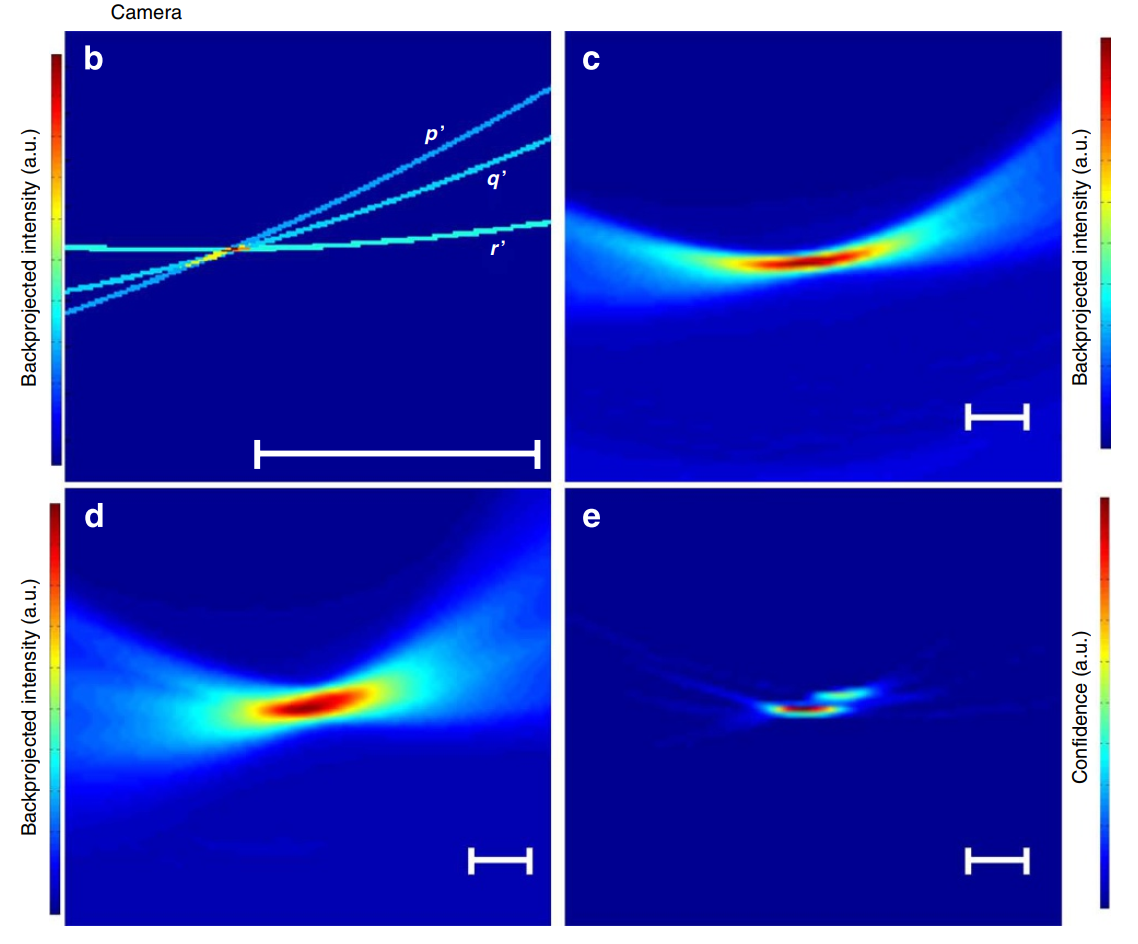 Camera
b
c
p'
q'
r'
Backprojected intensity (a.u.)
Backprojected intensity (a.u.)
d
e
Backprojected intensity (a.u.)
Confidence (a.u.)